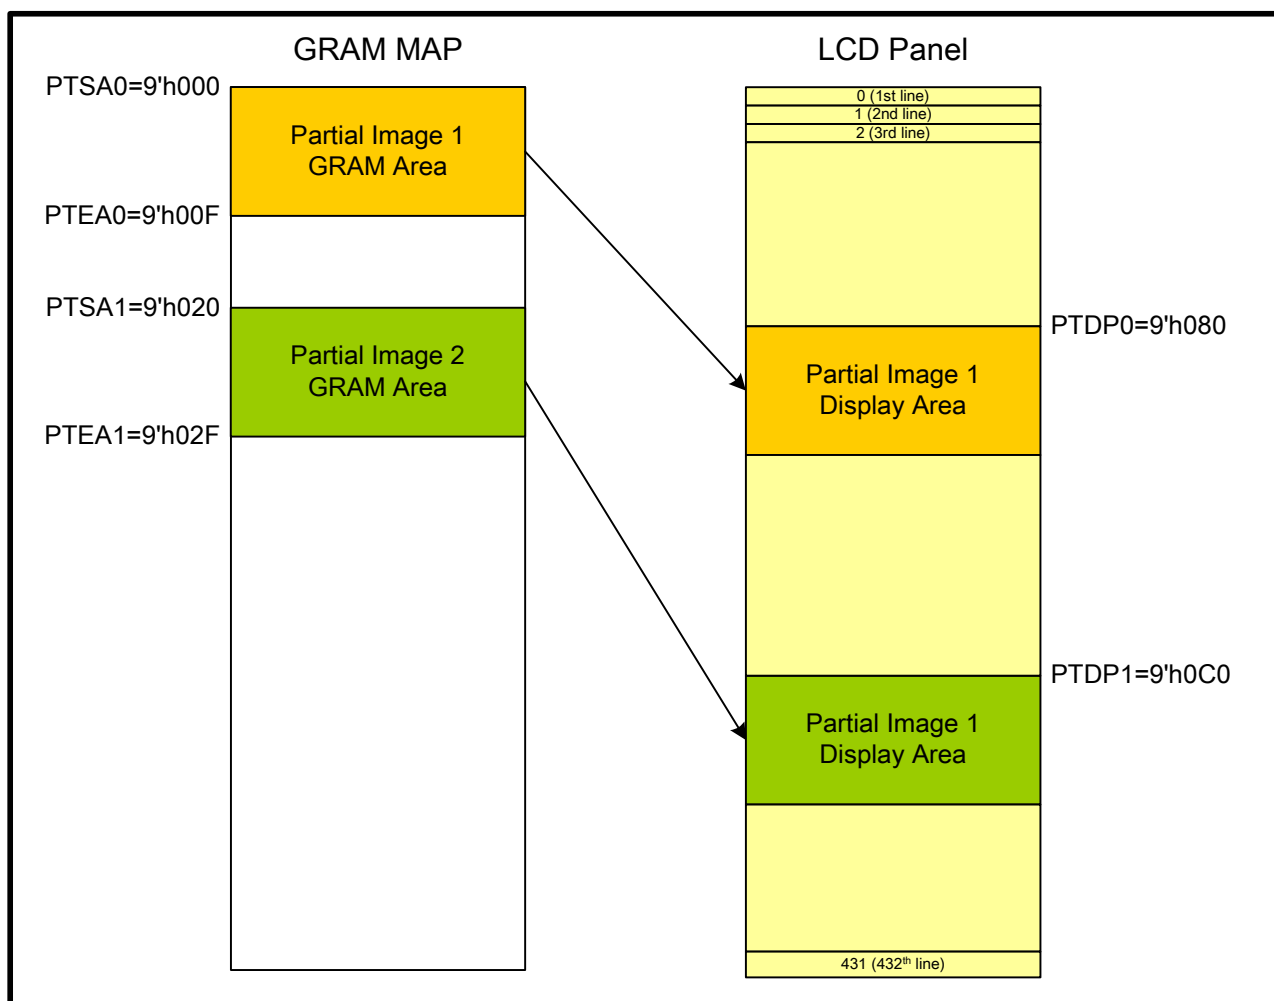 GRAM MAP
PTSA0=9'h000
Partial Image 1
GRAM Area
PTEA0=9'h00F
PTSA1=9'h020
Partial Image 2
GRAM Area
PTEA1=9'h02F
LCD Panel
0 (1st line)
1 (2nd line)
2 (3rd line)
PTDP0=9'h080
Partial Image 1
Display Area
PTDP1=9'h0C0
Partial Image 1
Display Area
431 (432th line)